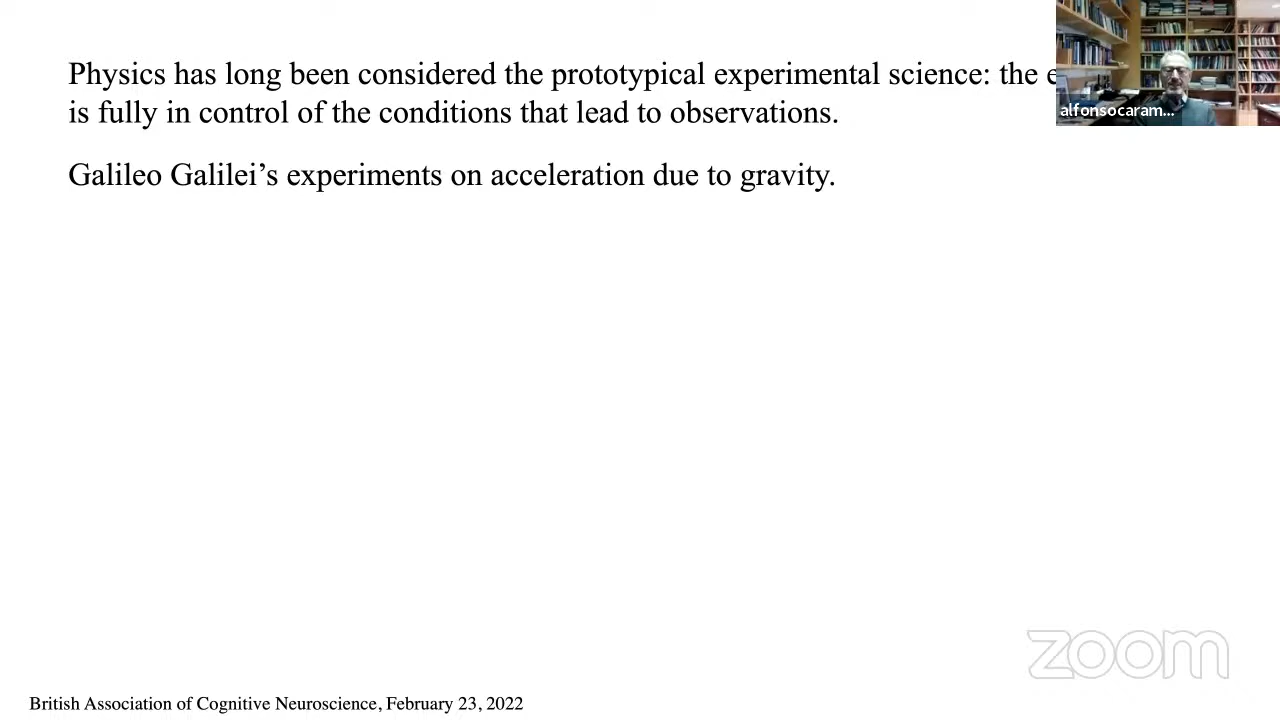 Physics has long been considered the prototypical experimental science: the
is fully in control of the conditions that lead to observations.
alfonsocaram...
Galileo Galilei’s experiments on acceleration due to gravity.
zoom
British Association of Cognitive Neuroscience, February 23, 2022